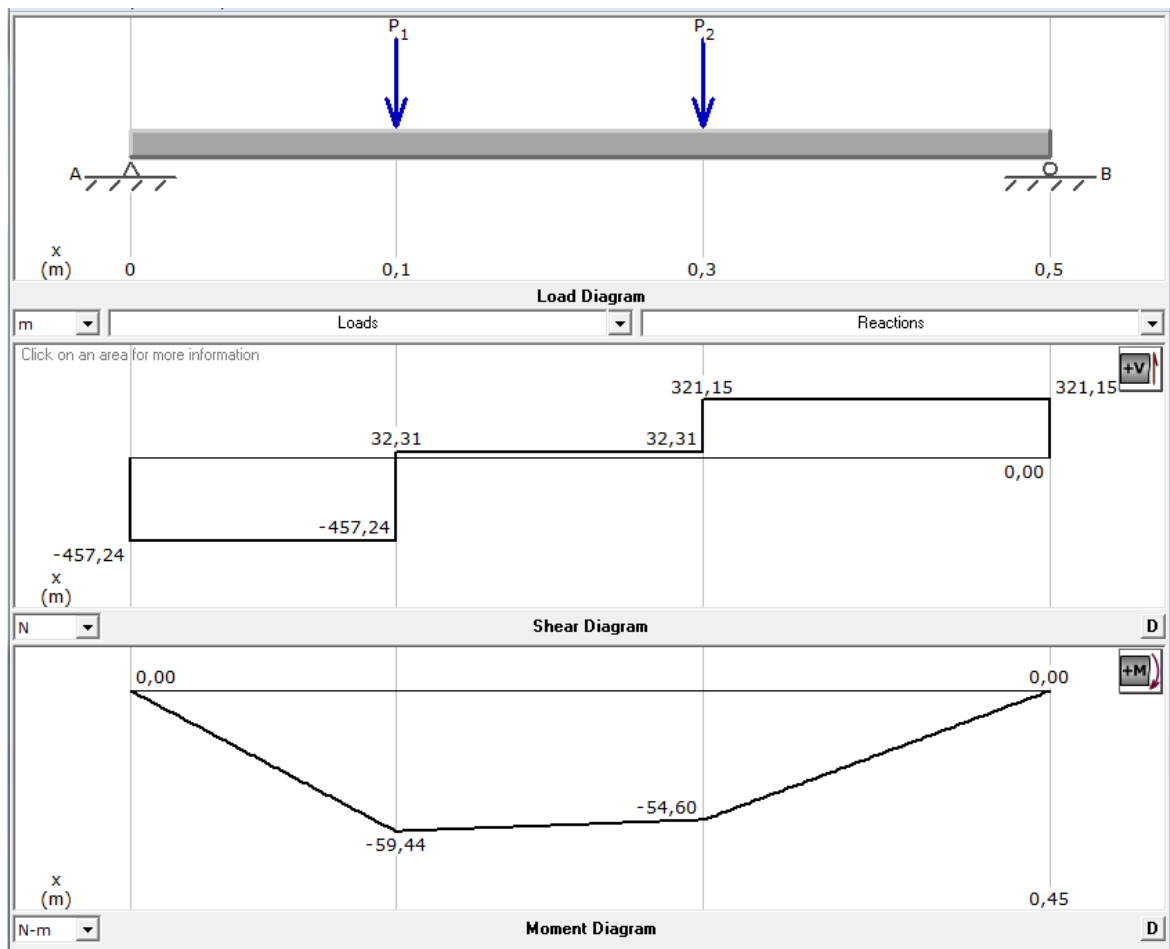 P1 P2
A B
x
(m) 0 0,1 0,3 0,5
Load Diagram
m Loads Reactions
Click on an area for more information
+V
321,15 321,15
32,31 32,31
0,00
-457,24
-457,24
x
(m)
N Shear Diagram D
+M
0,00 0,00
-54,60
-59,44
x
(m) 0,45
N-m Moment Diagram D